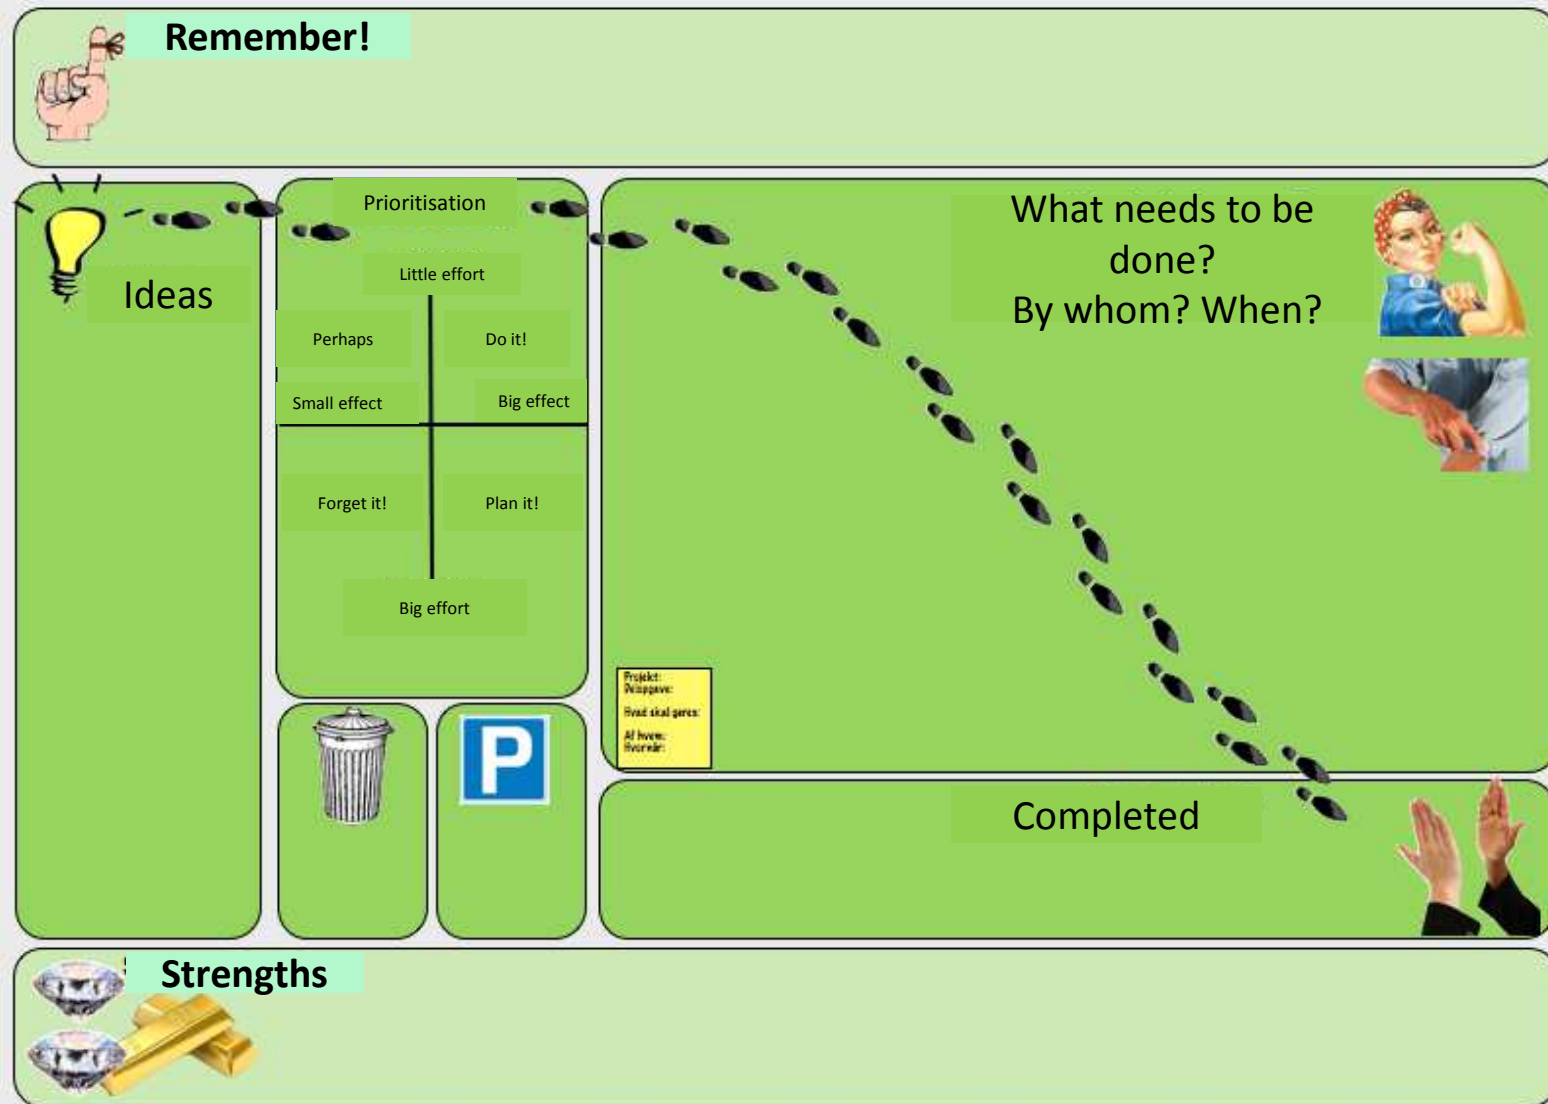 Remember!
Ideas
Prioritisation
Little effort
Perhaps
Do it!
Small effect
Big effect
Forget it!
Plan it!
Big effort
What needs to be
done?
By whom? When?
Projekt:
Delopgave:
Hvad skal gøres:
Af hvem:
Hvornår:
P
Completed
Strengths